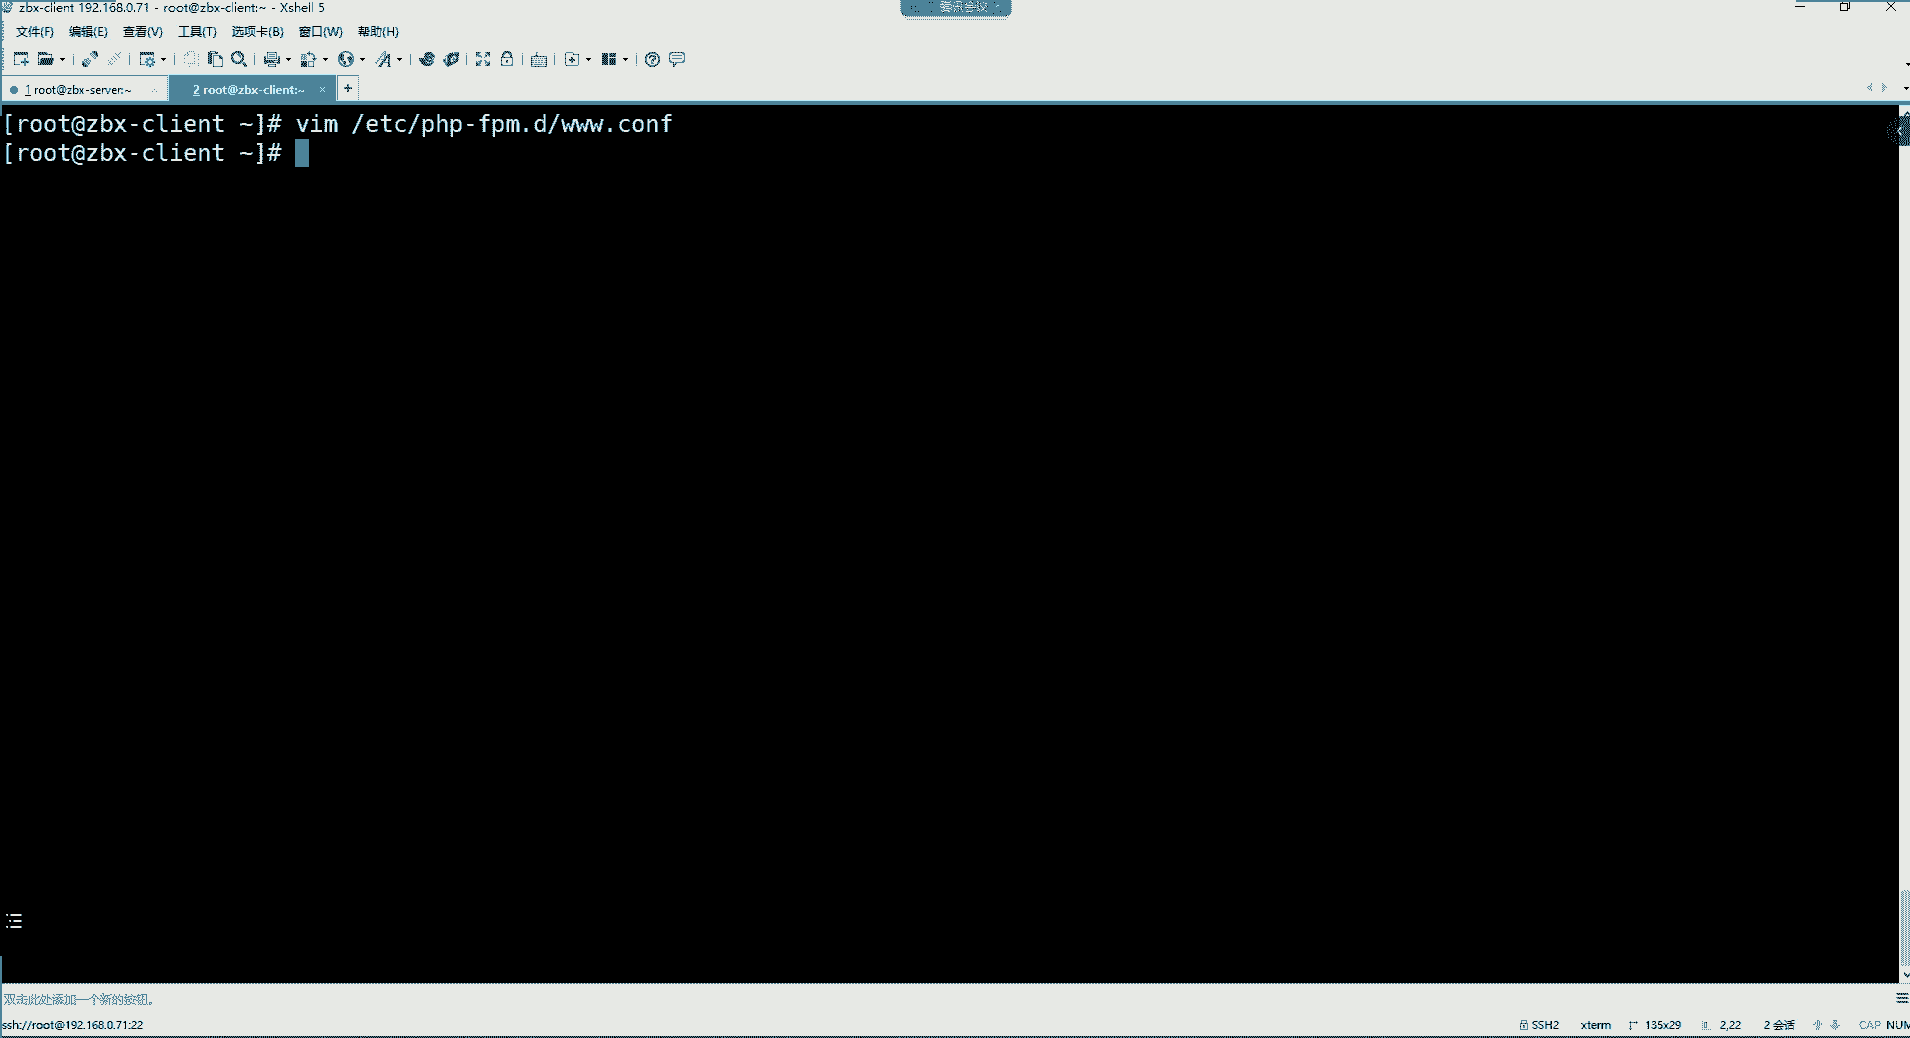 zbx-client 192.168.0.71 - root@zbx-client:~ - Xshell 5
腾讯会议
文件(F) 编辑(E) 查看(V) 工具(T) 选项卡(B) 窗口(W) 帮助(H)
1 root@zbx-server:~ 2 root@zbx-client:~ × +
[root@zbx-client ~]# vim /etc/php-fpm.d/www.conf
[root@zbx-client ~]#
双击此处添加一个新的按钮。
ssh://root@192.168.0.71:22 SSH2 xterm 135x29 2,22 2 会话 CAP NUM